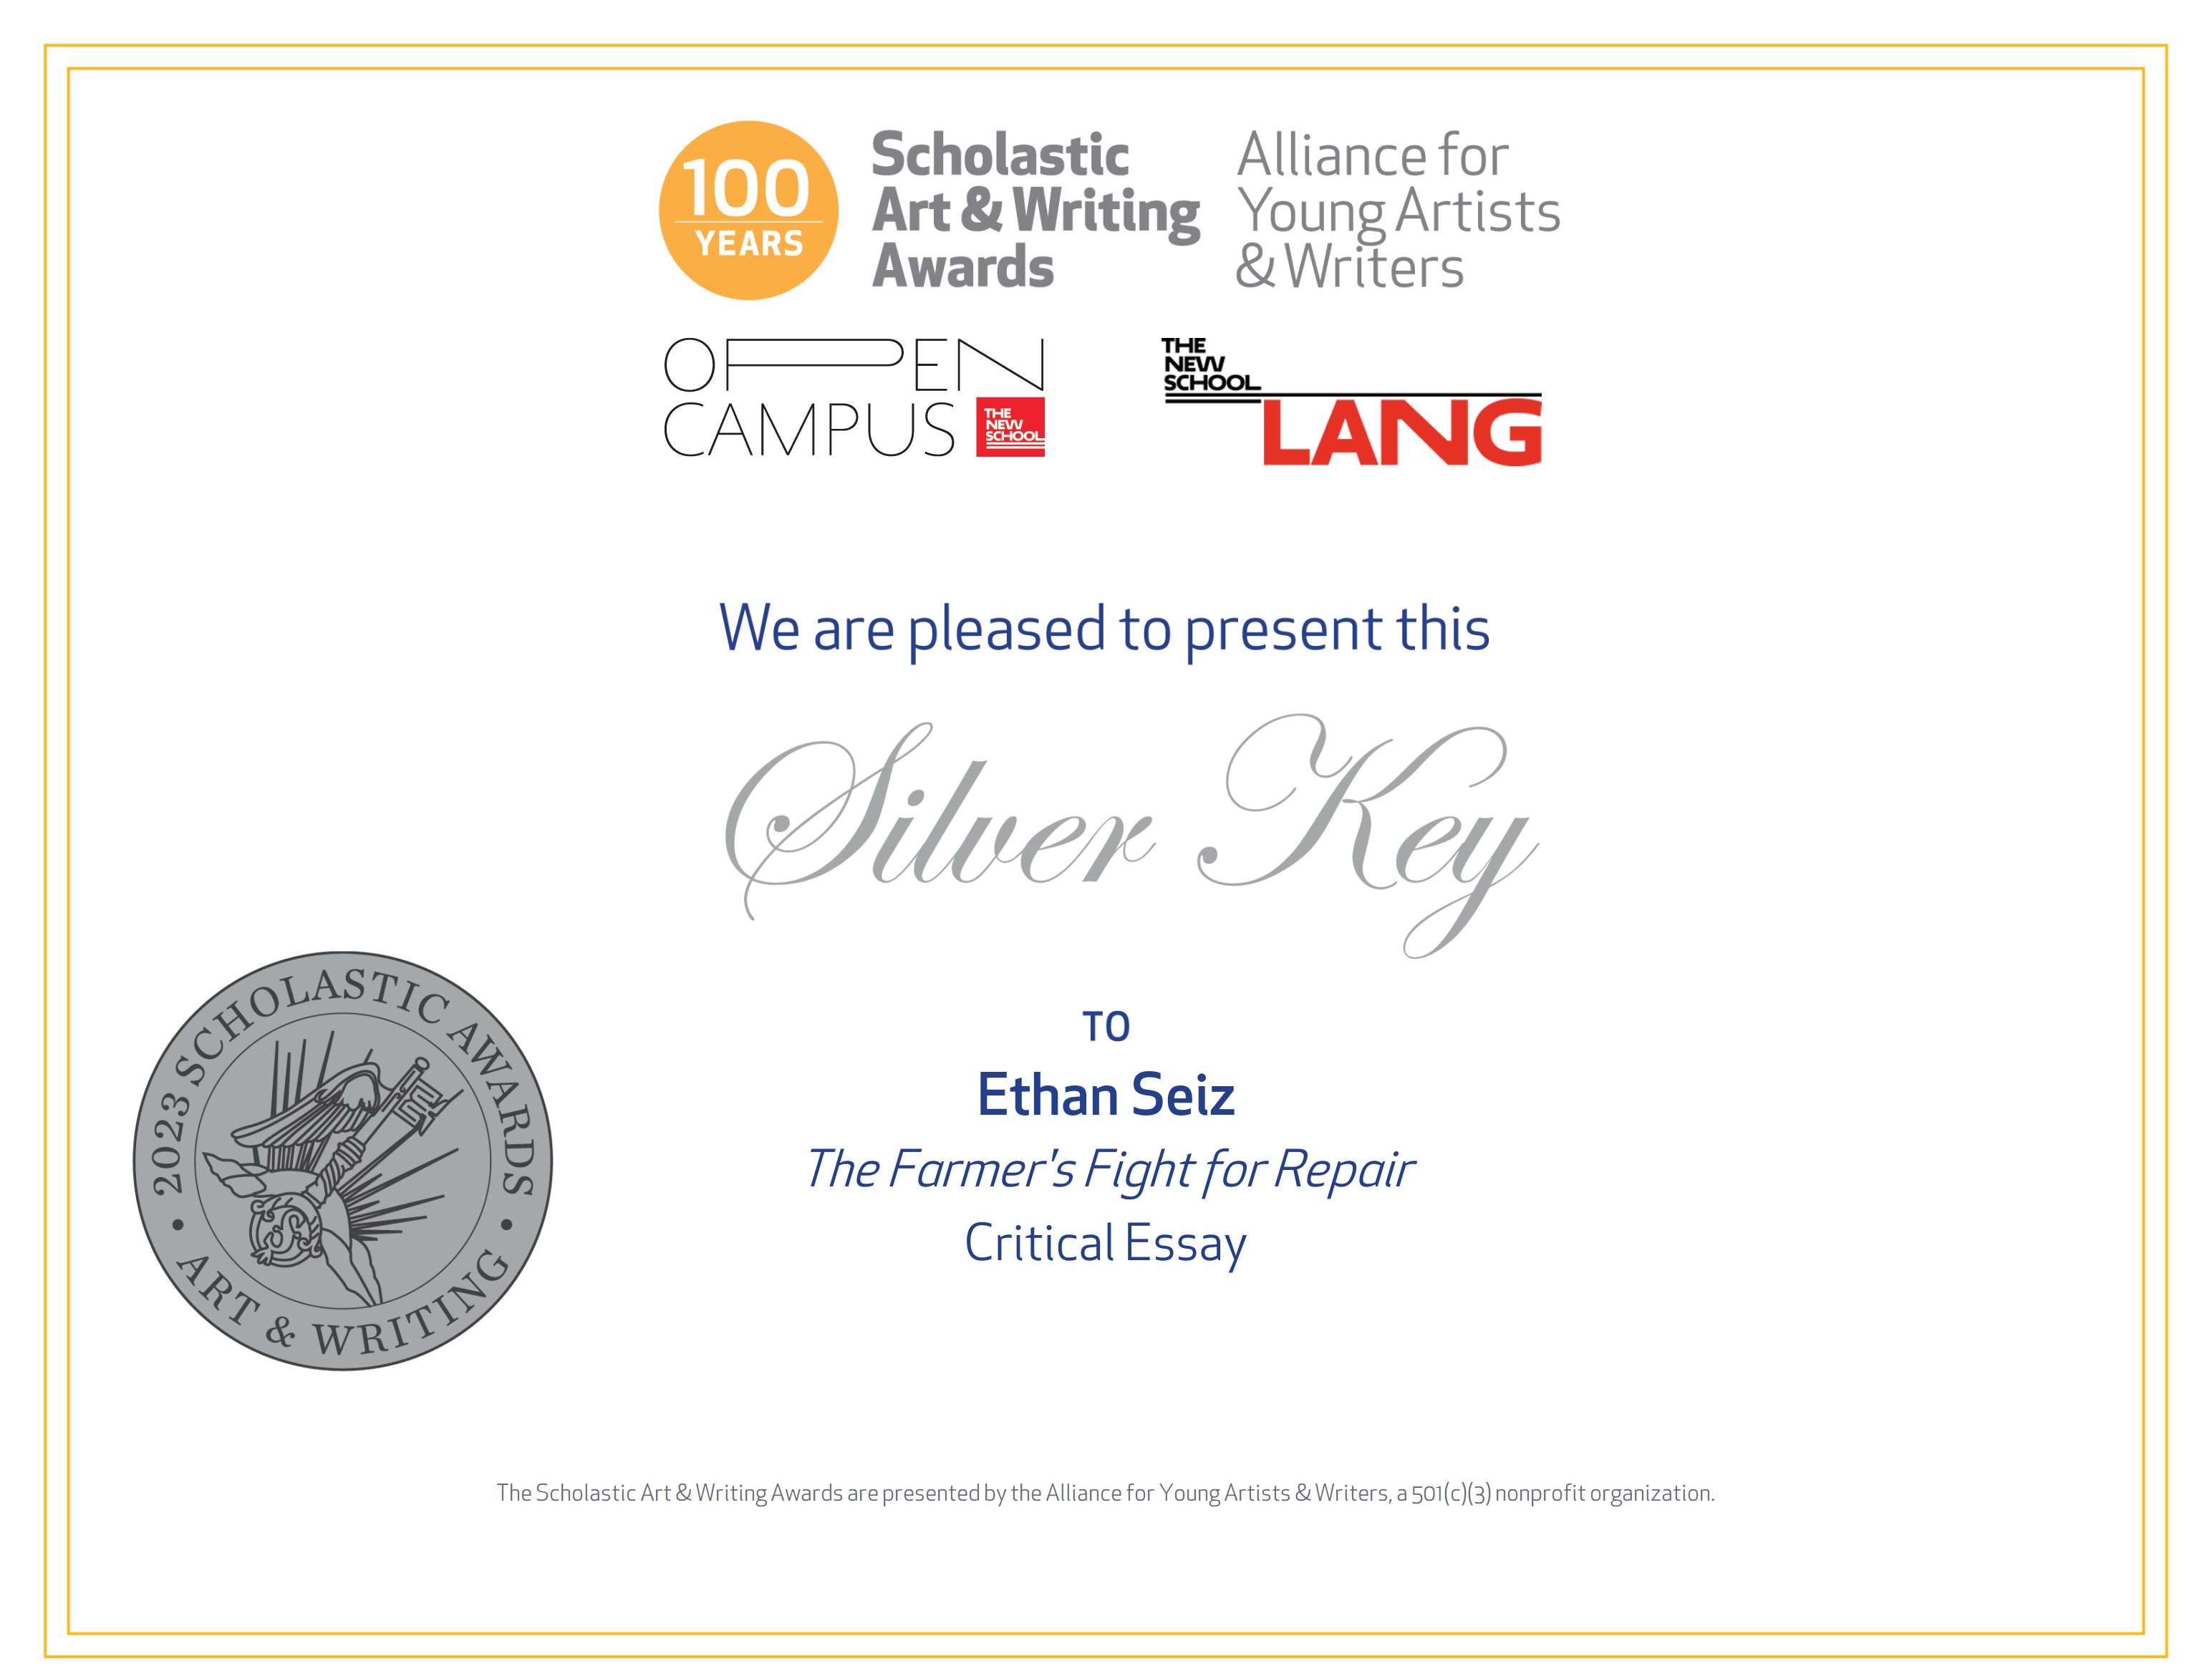 100
YEARS
Scholastic
Art & Writing
Awards
Alliance for
Young Artists
& Writers
OPEN
CAMPUS
THE
NEW
SCHOOL
THE
NEW
SCHOOL
LANG
We are pleased to present this
Silver Key
TO
Ethan Seiz
The Farmer's Fight for Repair
Critical Essay
2023 SCHOLASTIC AWARDS
ART & WRITING
The Scholastic Art & Writing Awards are presented by the Alliance for Young Artists & Writers, a 501(c)(3) nonprofit organization.